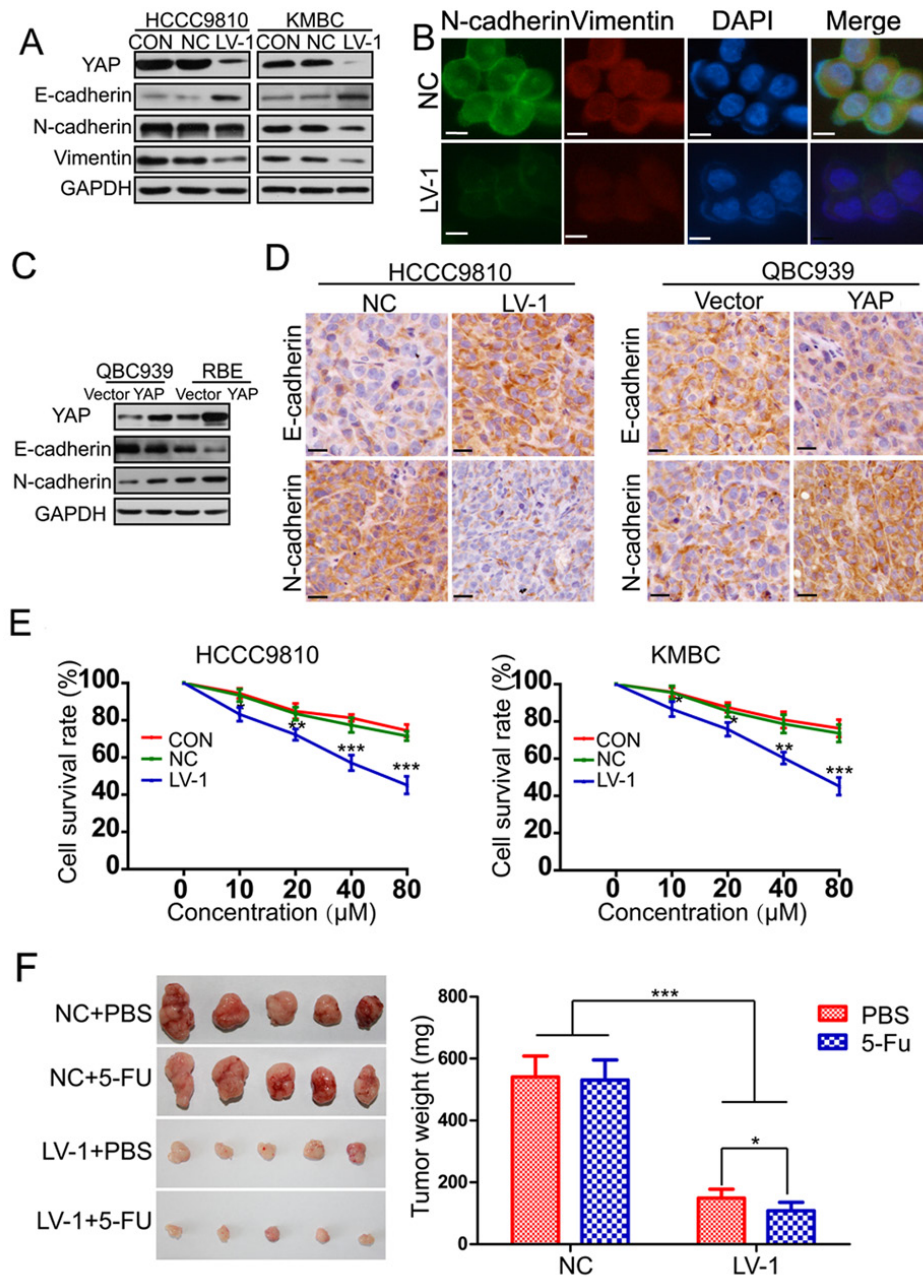 A
HCCC9810 KMBC
CON NC LV-1 CON NC LV-1
YAP
E-cadherin
N-cadherin
Vimentin
GAPDH
B
N-cadherin Vimentin DAPI Merge
NC
LV-1
C
QBC939 RBE
Vector YAP Vector YAP
YAP
E-cadherin
N-cadherin
GAPDH
D
HCCC9810 QBC939
NC LV-1 Vector YAP
E-cadherin E-cadherin
N-cadherin N-cadherin
E
HCCC9810
Cell survival rate (%)
100
80
60
40
20
0
* ** *** ***
CON
NC
LV-1
0 10 20 40 80
Concentration (μM)
KMBC
Cell survival rate (%)
100
80
60
40
20
0
* * ** ***
CON
NC
LV-1
0 10 20 40 80
Concentration (μM)
F
NC+PBS
NC+5-FU
LV-1+PBS
LV-1+5-FU
Tumor weight (mg)
800
600
400
200
0
***
*
PBS
5-Fu
NC LV-1